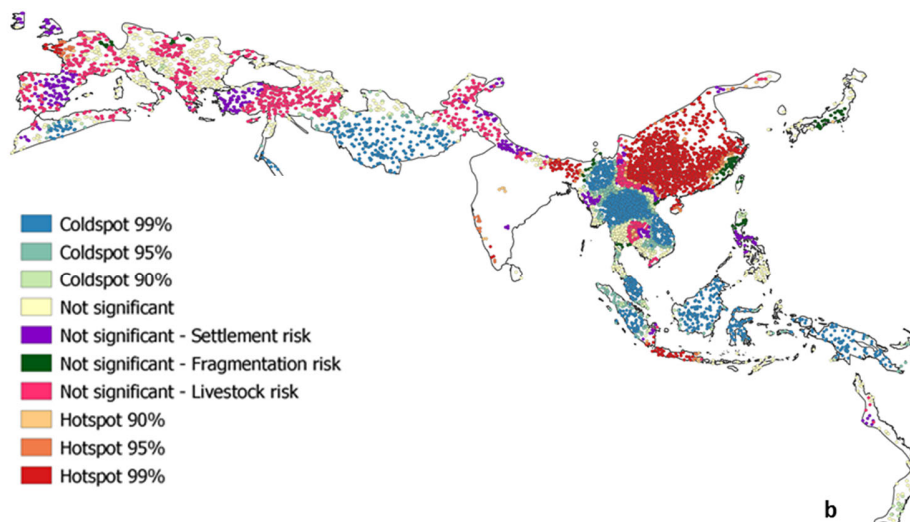 Coldspot 99%
Coldspot 95%
Coldspot 90%
Not significant
Not significant - Settlement risk
Not significant - Fragmentation risk
Not significant - Livestock risk
Hotspot 90%
Hotspot 95%
Hotspot 99%
b